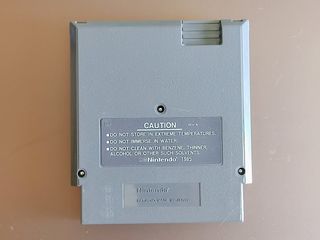 CAUTION
•DO NOT STORE IN EXTREME TEMPERATURES.
•DO NOT IMMERSE IN WATER.
•DO NOT CLEAN WITH BENZENE, THINNER,
ALCOHOL OR OTHER SUCH SOLVENTS.
Nintendo 1985
Nintendo